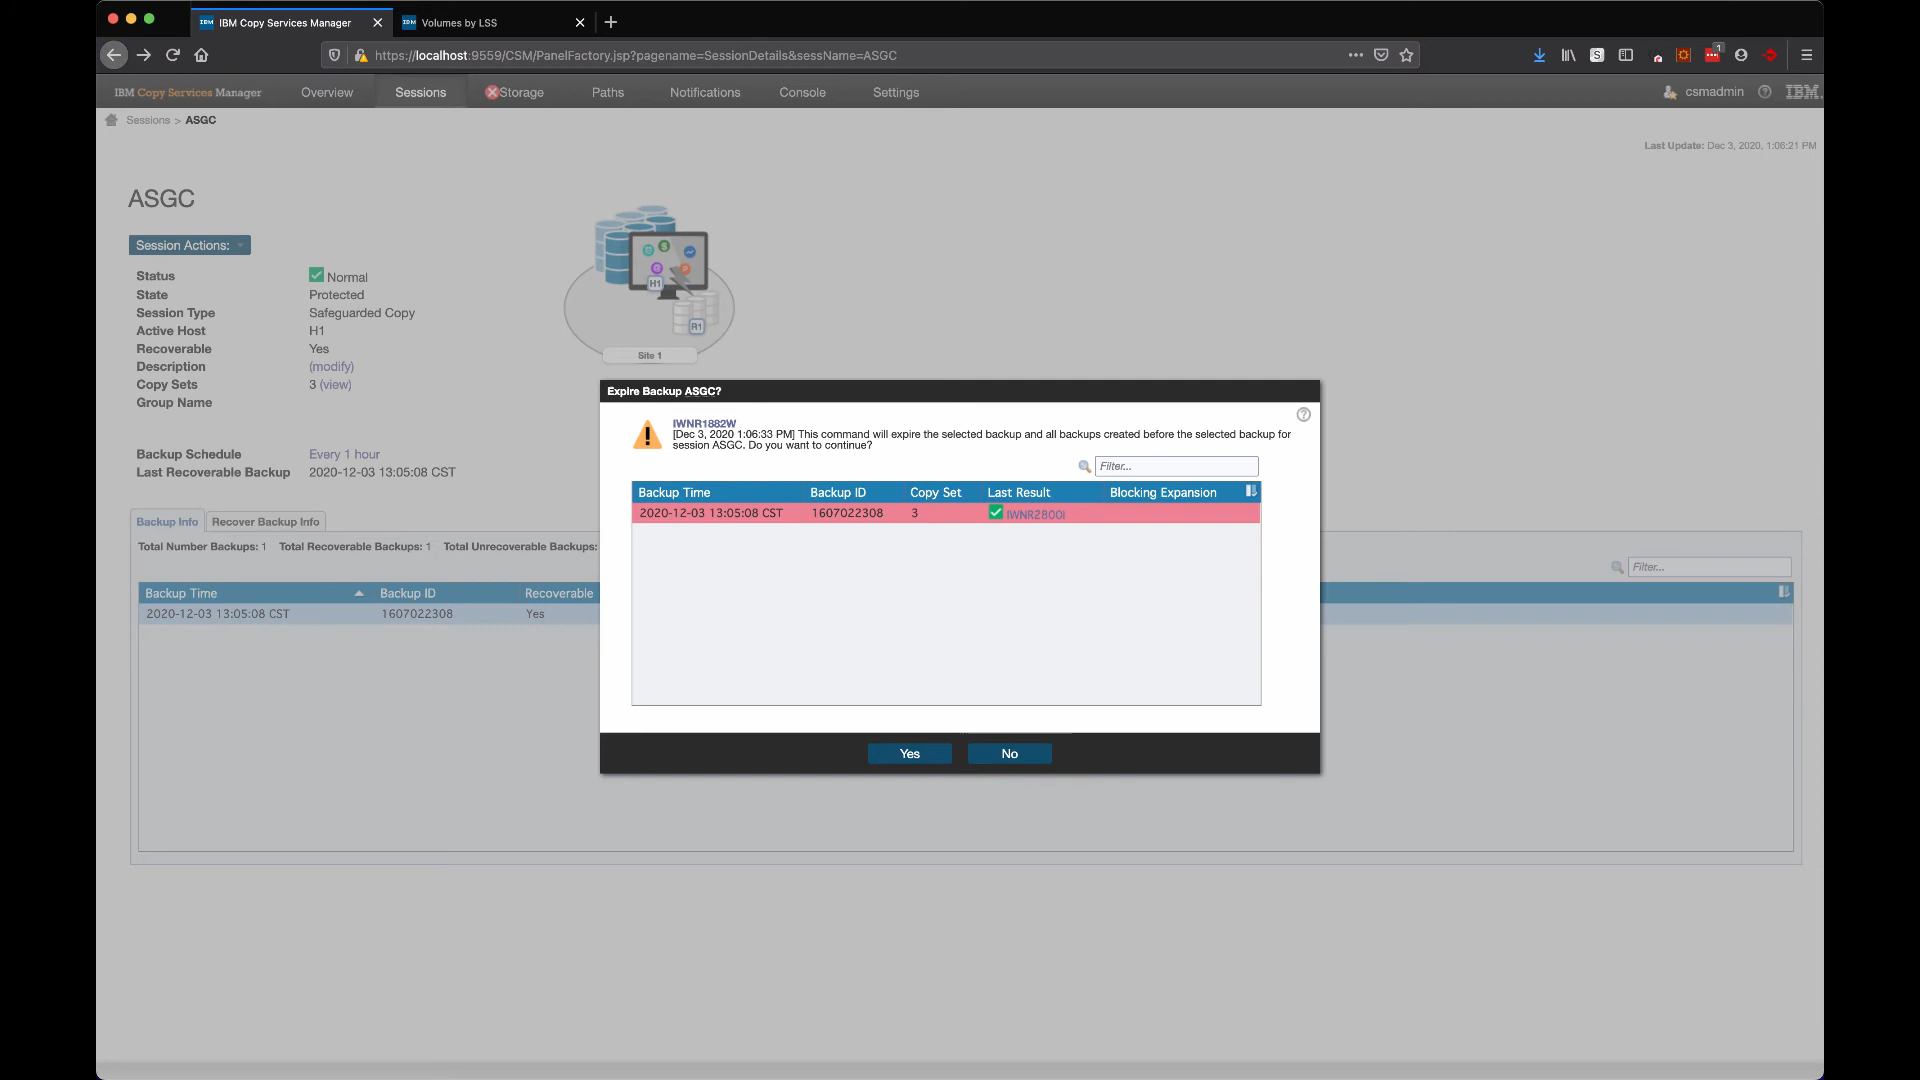 IBM Copy Services Manager
Volumes by LSS
https://localhost:9559/CSM/PanelFactory.jsp?pagename=SessionDetails&sessName=ASGC
1
IBM Copy Services Manager
Overview
Sessions
Storage
Paths
Notifications
Console
Settings
csmadmin
IBM.
Sessions > ASGC
Last Update: Dec 3, 2020, 1:06:21 PM
ASGC
Session Actions:
Status Normal
State Protected
Session Type Safeguarded Copy
Active Host H1
Recoverable Yes
Description (modify)
Copy Sets 3 (view)
Group Name
H1
R1
Site 1
Backup Schedule Every 1 hour
Last Recoverable Backup 2020-12-03 13:05:08 CST
Backup Info
Recover Backup Info
Total Number Backups: 1 Total Recoverable Backups: 1 Total Unrecoverable Backups:
Filter...
Backup Time Backup ID Recoverable
2020-12-03 13:05:08 CST 1607022308 Yes
Expire Backup ASGC?
IWNR1882W
[Dec 3, 2020 1:06:33 PM] This command will expire the selected backup and all backups created before the selected backup for
session ASGC. Do you want to continue?
Filter...
Backup Time Backup ID Copy Set Last Result Blocking Expansion
2020-12-03 13:05:08 CST 1607022308 3 IWNR2800I
Yes
No